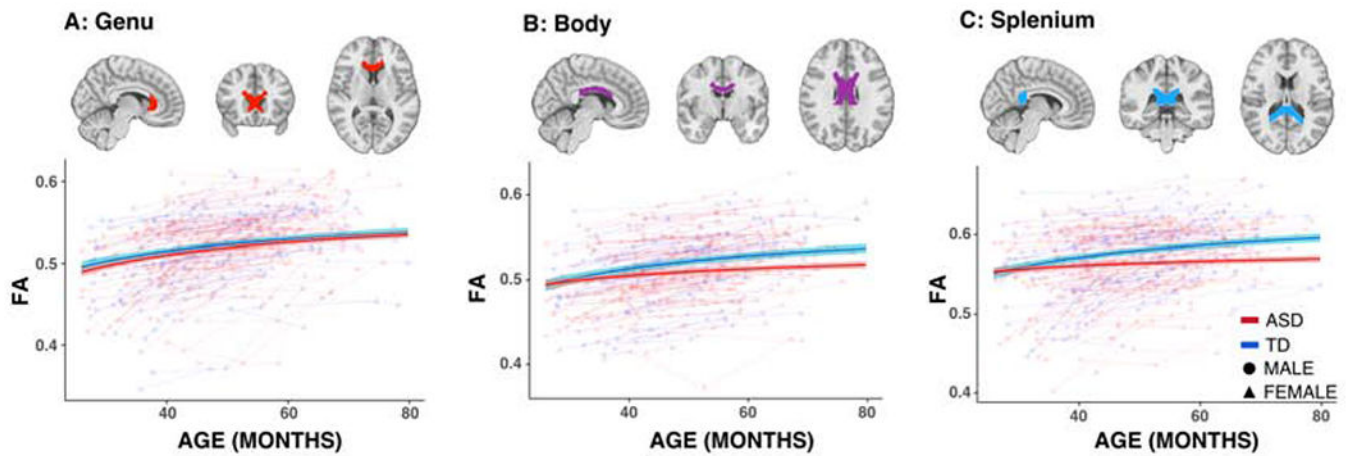 A: Genu
B: Body
C: Splenium
FA
0.6
0.5
0.4
40
60
80
AGE (MONTHS)
FA
0.6
0.5
0.4
40
60
80
AGE (MONTHS)
FA
0.6
0.5
0.4
40
60
80
AGE (MONTHS)
ASD
TD
MALE
FEMALE